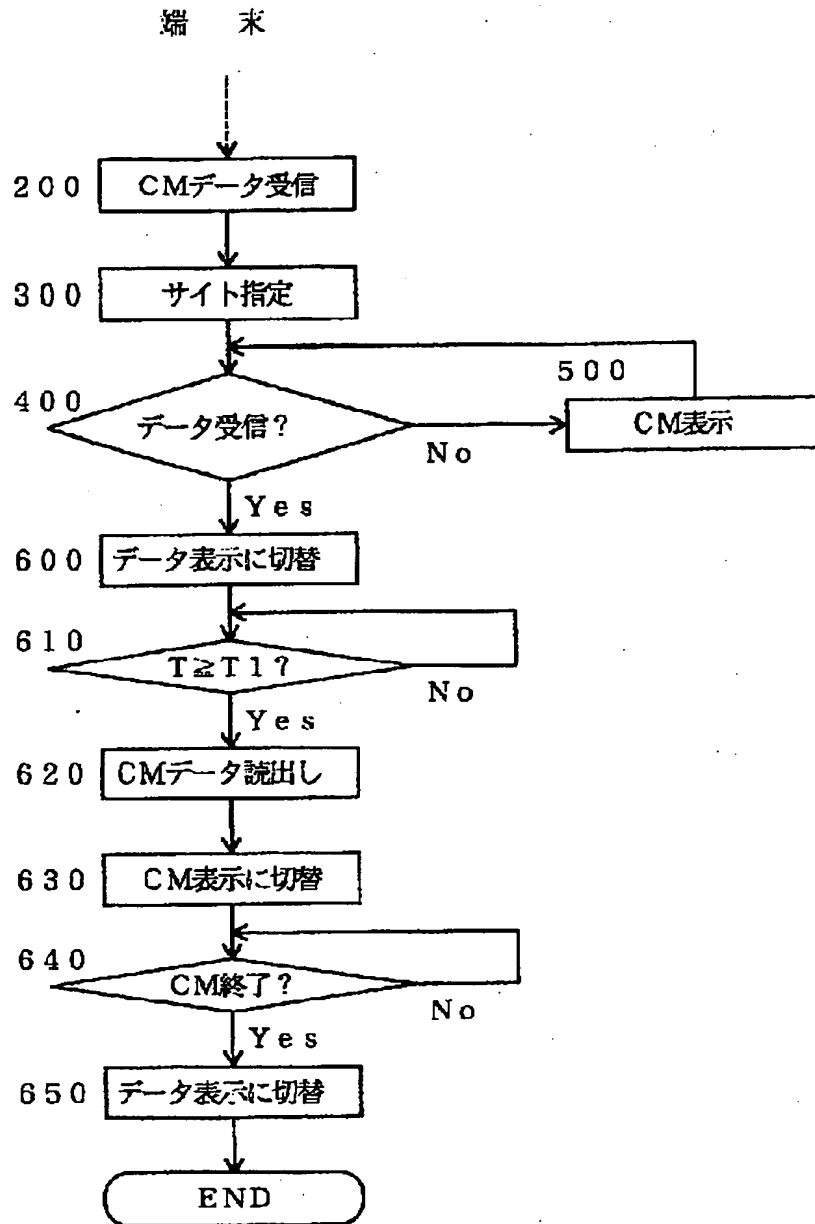 端 末
200 CMデータ受信
300 サイト指定
500
400 データ受信?
CM表示
No
Yes
600 データ表示に切替
610 T≧T1?
No
Yes
620 CMデータ読出し
630 CM表示に切替
640 CM終了?
No
Yes
650 データ表示に切替
END